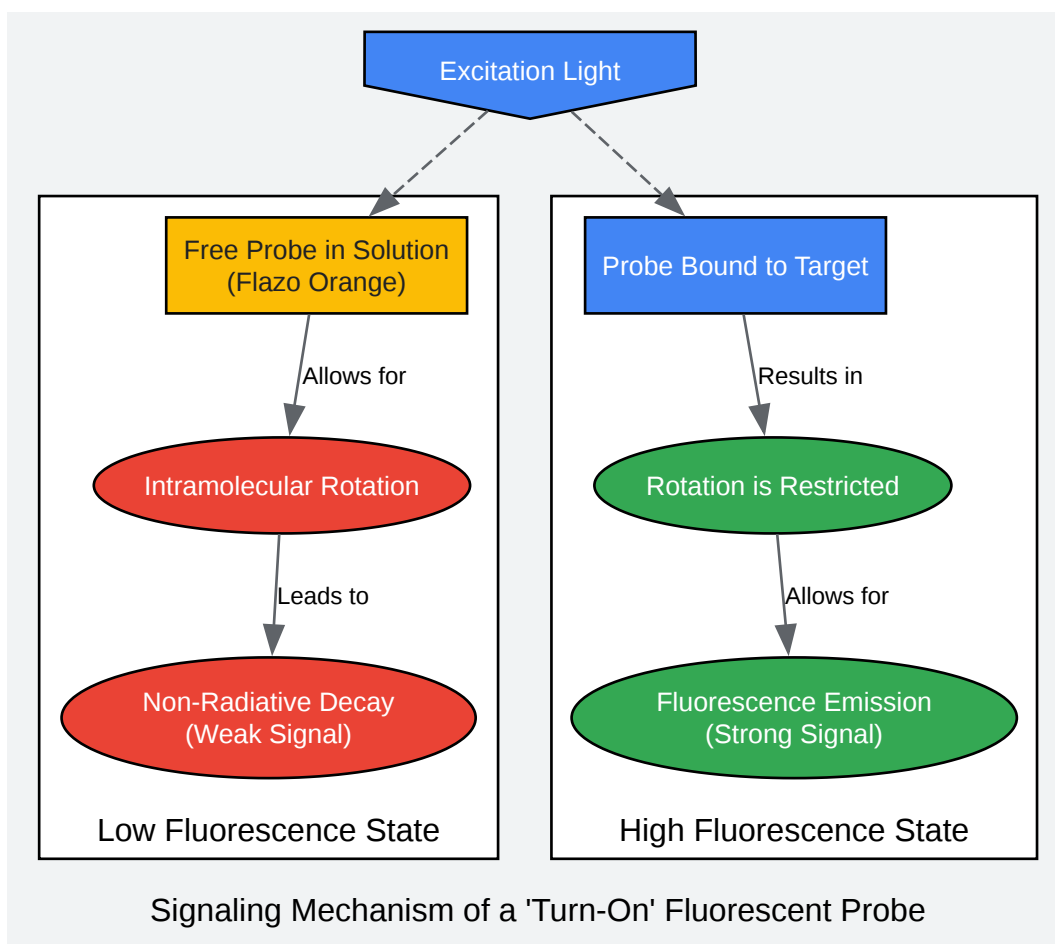 Excitation Light
Free Probe in Solution
(Flazo Orange)
Allows for
Intramolecular Rotation
Leads to
Non-Radiative Decay
(Weak Signal)
Low Fluorescence State
Probe Bound to Target
Results in
Rotation is Restricted
Allows for
Fluorescence Emission
(Strong Signal)
High Fluorescence State
Signaling Mechanism of a 'Turn-On' Fluorescent Probe